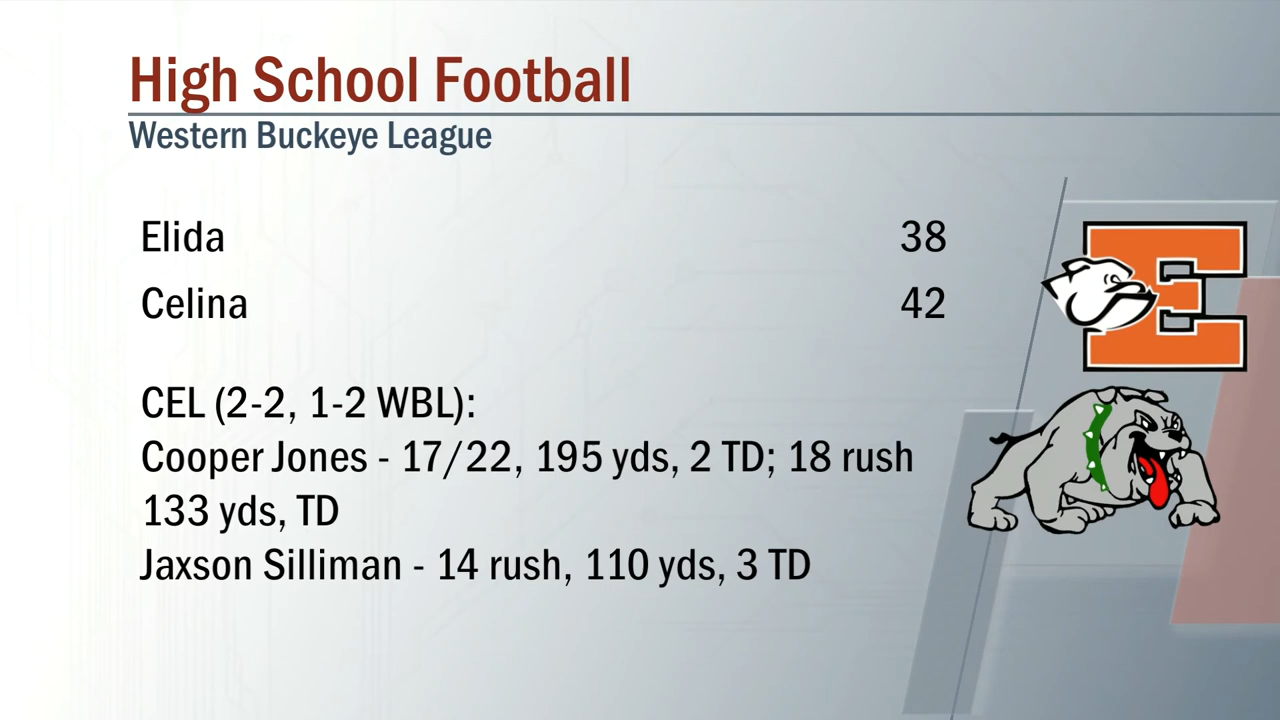 High School Football
Western Buckeye League
Elida 38
Celina 42
CEL (2-2, 1-2 WBL):
Cooper Jones - 17/22, 195 yds, 2 TD; 18 rush
133 yds, TD
Jaxson Silliman - 14 rush, 110 yds, 3 TD
E